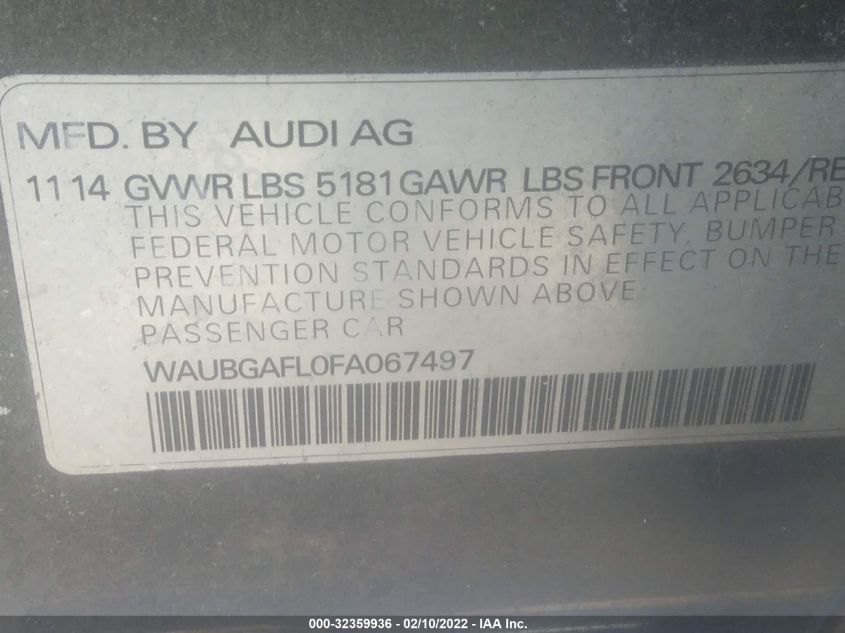 MFD. BY AUDI AG
11 14 GVWR LBS 5181 GAWR LBS FRONT 2634/RE
THIS VEHICLE CONFORMS TO ALL APPLICAB
FEDERAL MOTOR VEHICLE SAFETY, BUMPER
PREVENTION STANDARDS IN EFFECT ON THE
MANUFACTURE SHOWN ABOVE
PASSENGER CAR
WAUBGAFL0FA067497
000-32359936 - 02/10/2022 - IAA Inc.